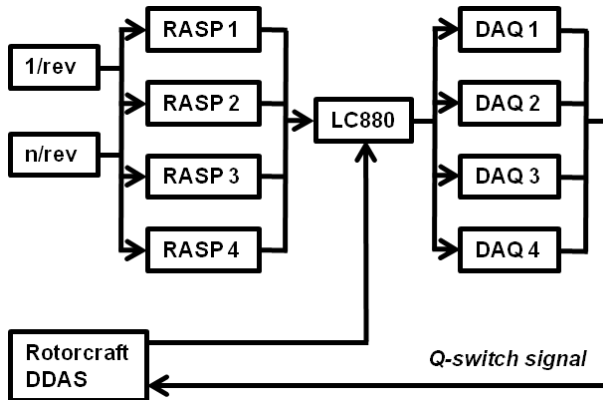 1/rev
n/rev
RASP 1
RASP 2
RASP 3
RASP 4
LC880
DAQ 1
DAQ 2
DAQ 3
DAQ 4
Rotorcraft
DDAS
Q-switch signal